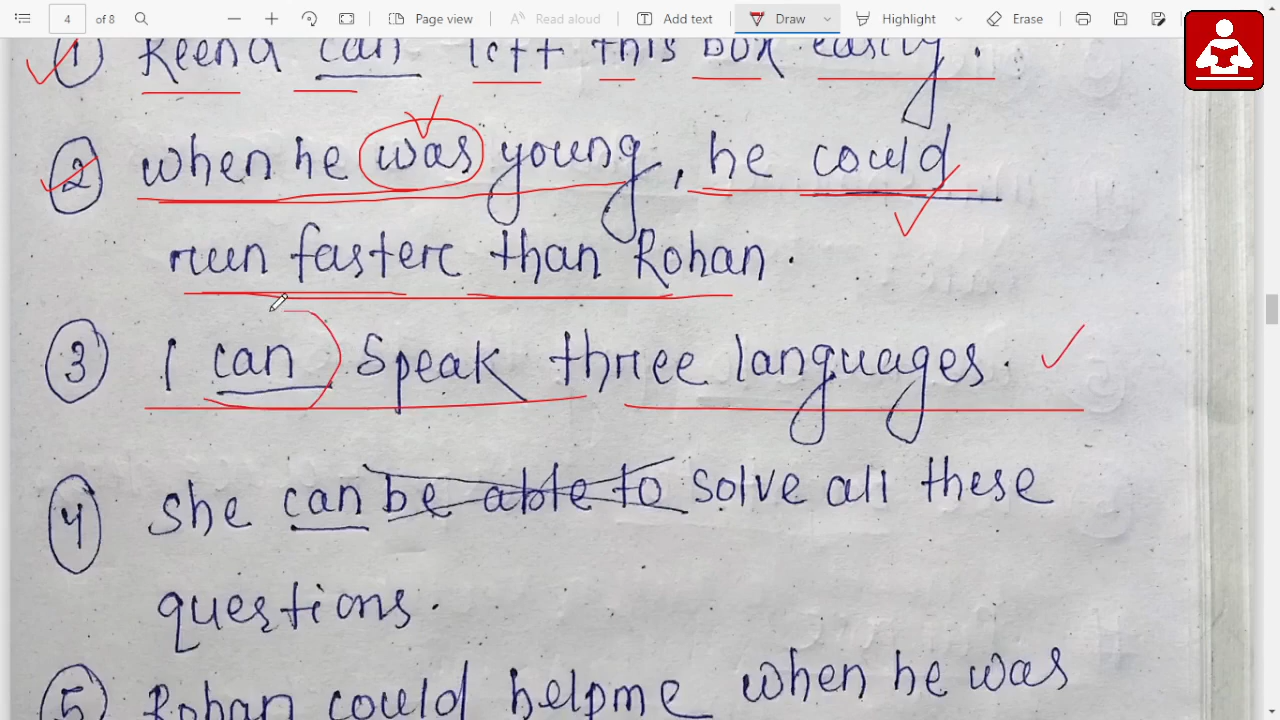 4 of 8 Page view Read aloud Add text Draw Highlight Erase
1 Reena can left this box easily.
2 when he was young, he could
run faster than Rohan.
3 I can speak three languages.
4 She can be able to solve all these
questions.
5 Rohan could help me when he was